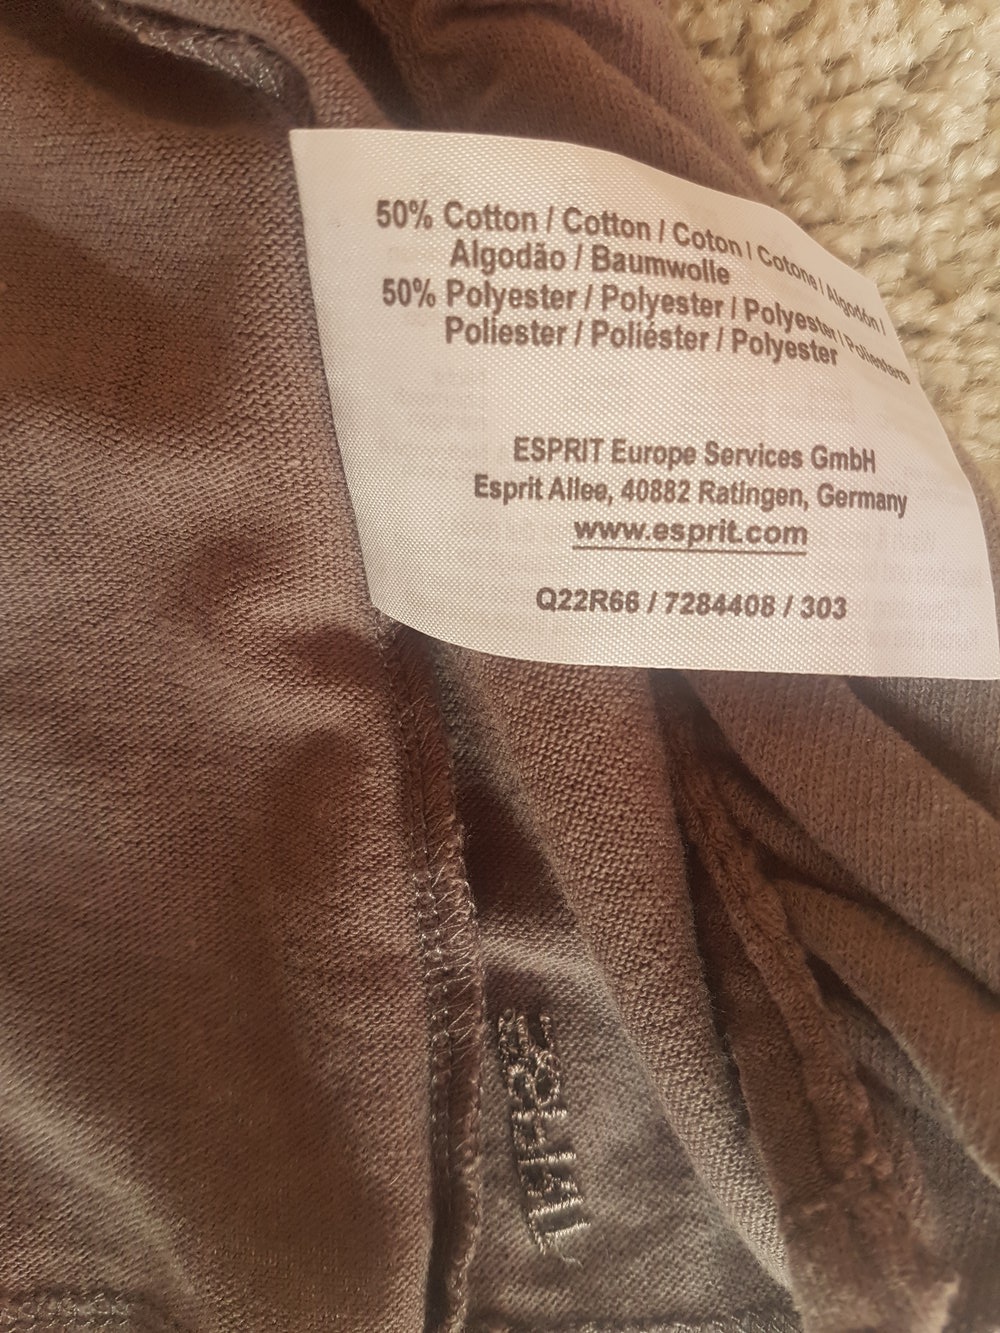 50% Cotton / Cotton / Coton / Cotone / Algodón /
Algodão / Baumwolle
50% Polyester / Polyester / Polyester / Poliestere
Poliester / Poliéster / Polyester
ESPRIT Europe Services GmbH
Esprit Allee, 40882 Ratingen, Germany
www.esprit.com
Q22R66 / 7284408 / 303
ESPRIT